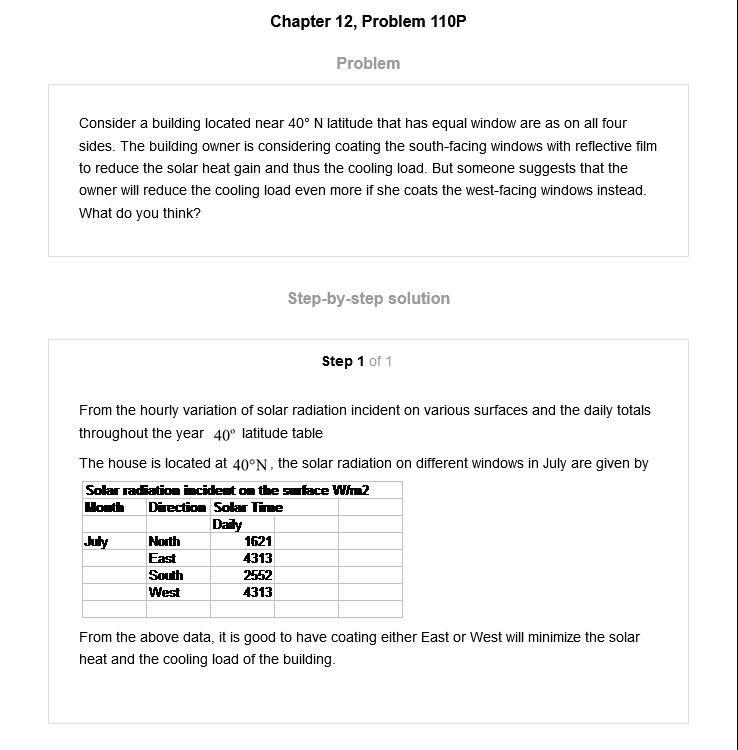 Chapter 12, Problem 110P
Problem
Consider a building located near 40° N latitude that has equal window are as on all four
sides. The building owner is considering coating the south-facing windows with reflective film
to reduce the solar heat gain and thus the cooling load. But someone suggests that the
owner will reduce the cooling load even more if she coats the west-facing windows instead.
What do you think?
Step-by-step solution
Step 1 of 1
From the hourly variation of solar radiation incident on various surfaces and the daily totals
throughout the year 40° latitude table
The house is located at 40°N, the solar radiation on different windows in July are given by
Solar radiation incident on the surface W/m2
Month Direction Solar Time
Daily
July North 1621
East 4313
South 2552
West 4313
From the above data, it is good to have coating either East or West will minimize the solar
heat and the cooling load of the building.